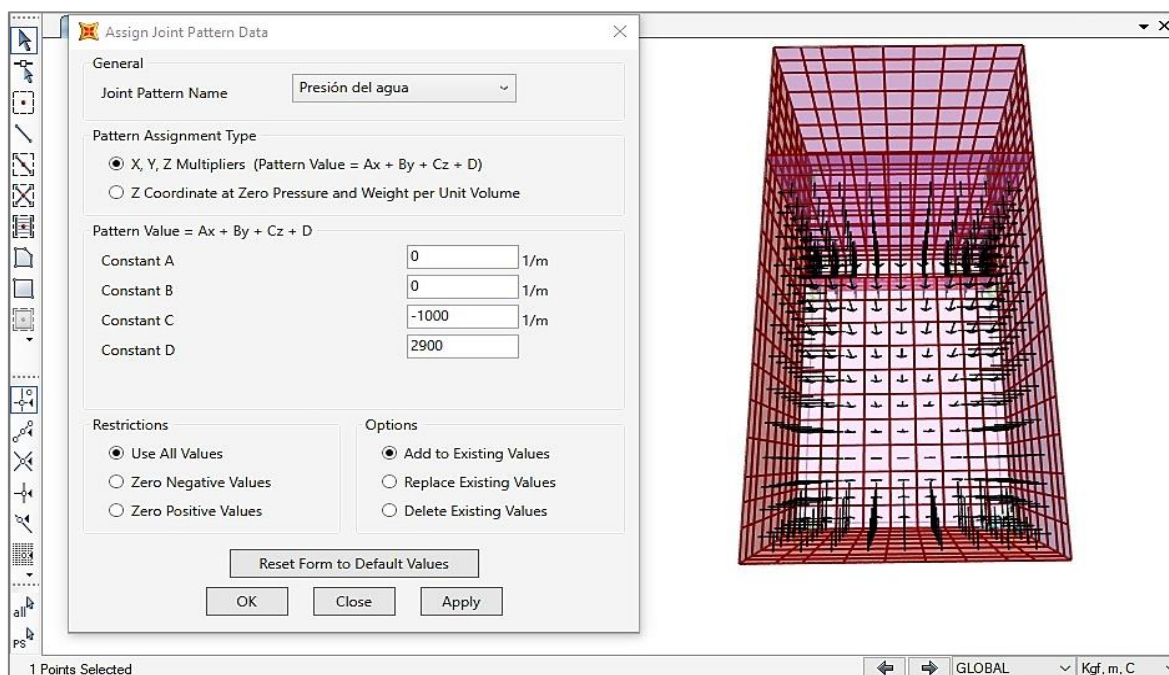 Assign Joint Pattern Data
General
Joint Pattern Name Presión del agua
Pattern Assignment Type
X, Y, Z Multipliers (Pattern Value = Ax + By + Cz + D)
Z Coordinate at Zero Pressure and Weight per Unit Volume
Pattern Value = Ax + By + Cz + D
Constant A 0 1/m
Constant B 0 1/m
Constant C -1000 1/m
Constant D 2900
Restrictions
Use All Values
Zero Negative Values
Zero Positive Values
Options
Add to Existing Values
Replace Existing Values
Delete Existing Values
Reset Form to Default Values
OK Close Apply
all
PS
1 Points Selected GLOBAL Kgf, m, C